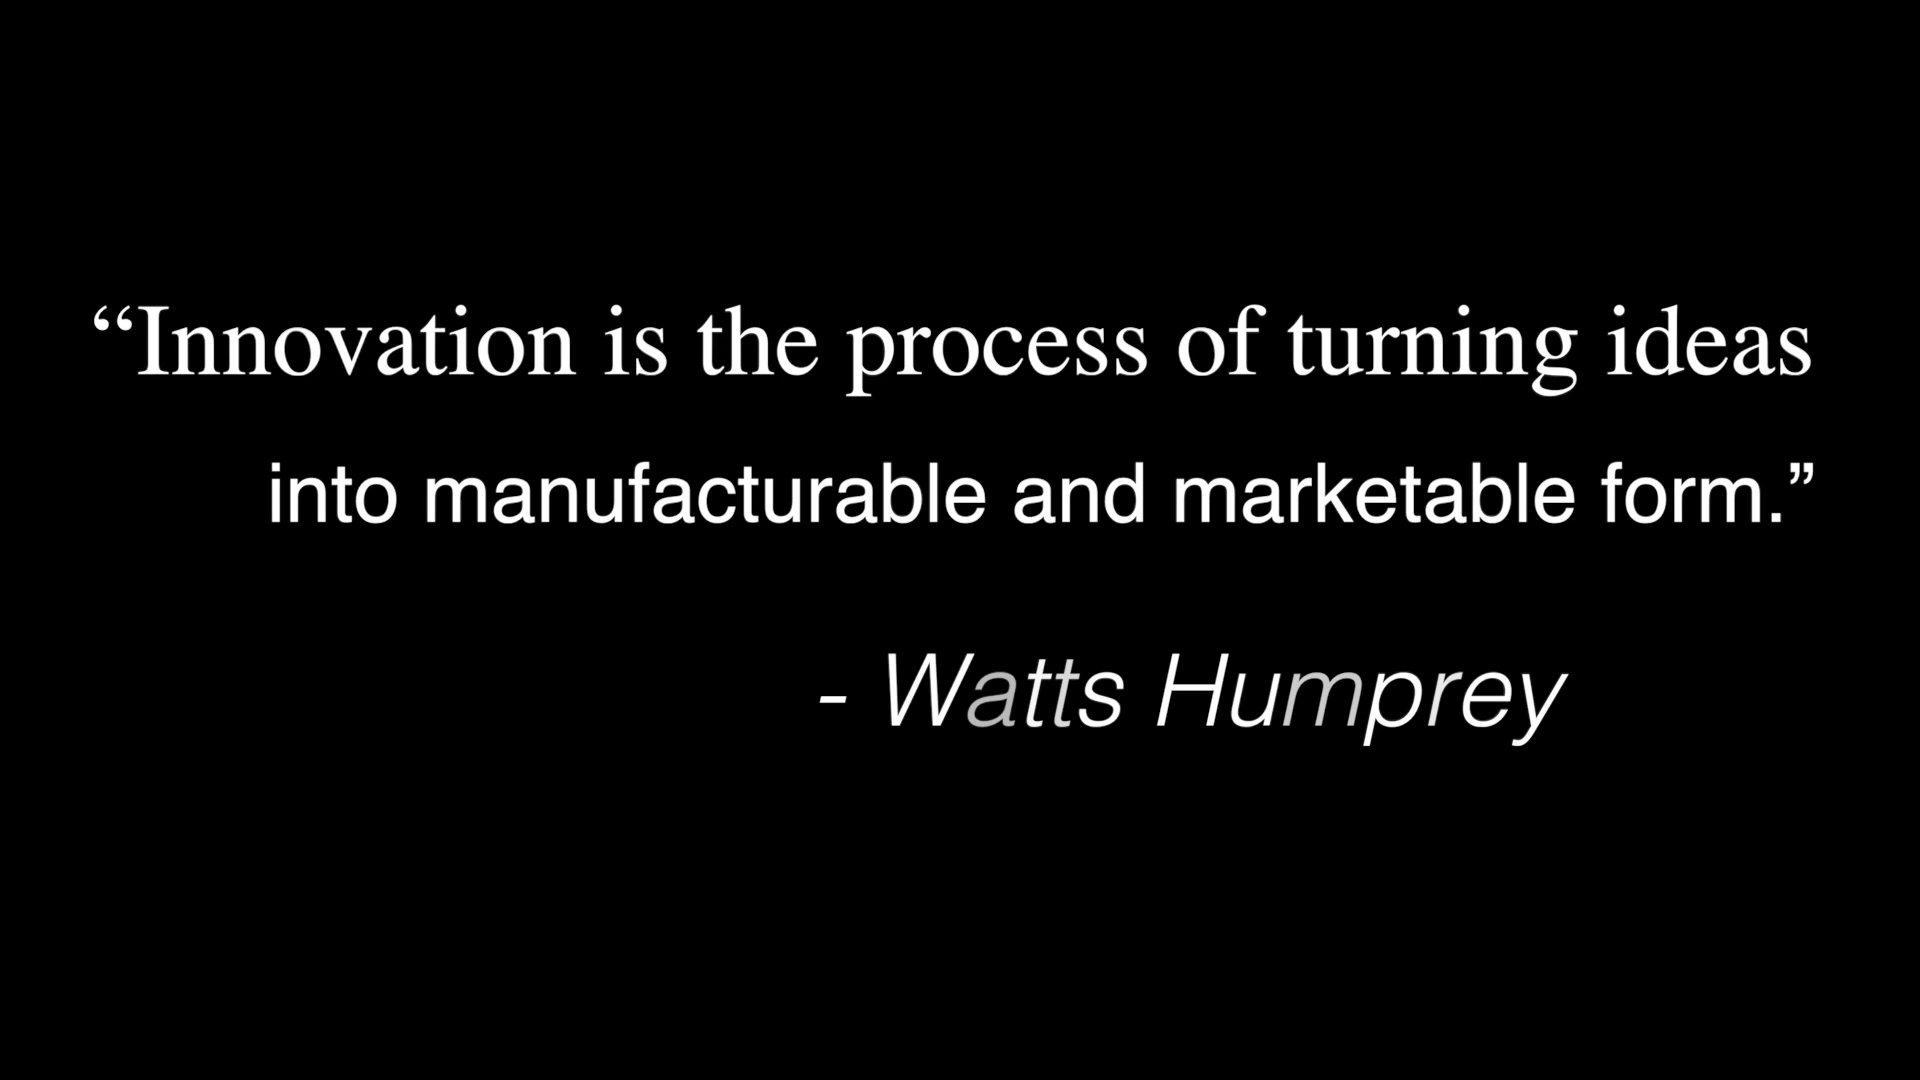 “Innovation is the process of turning ideas
into manufacturable and marketable form.”
- Watts Humprey